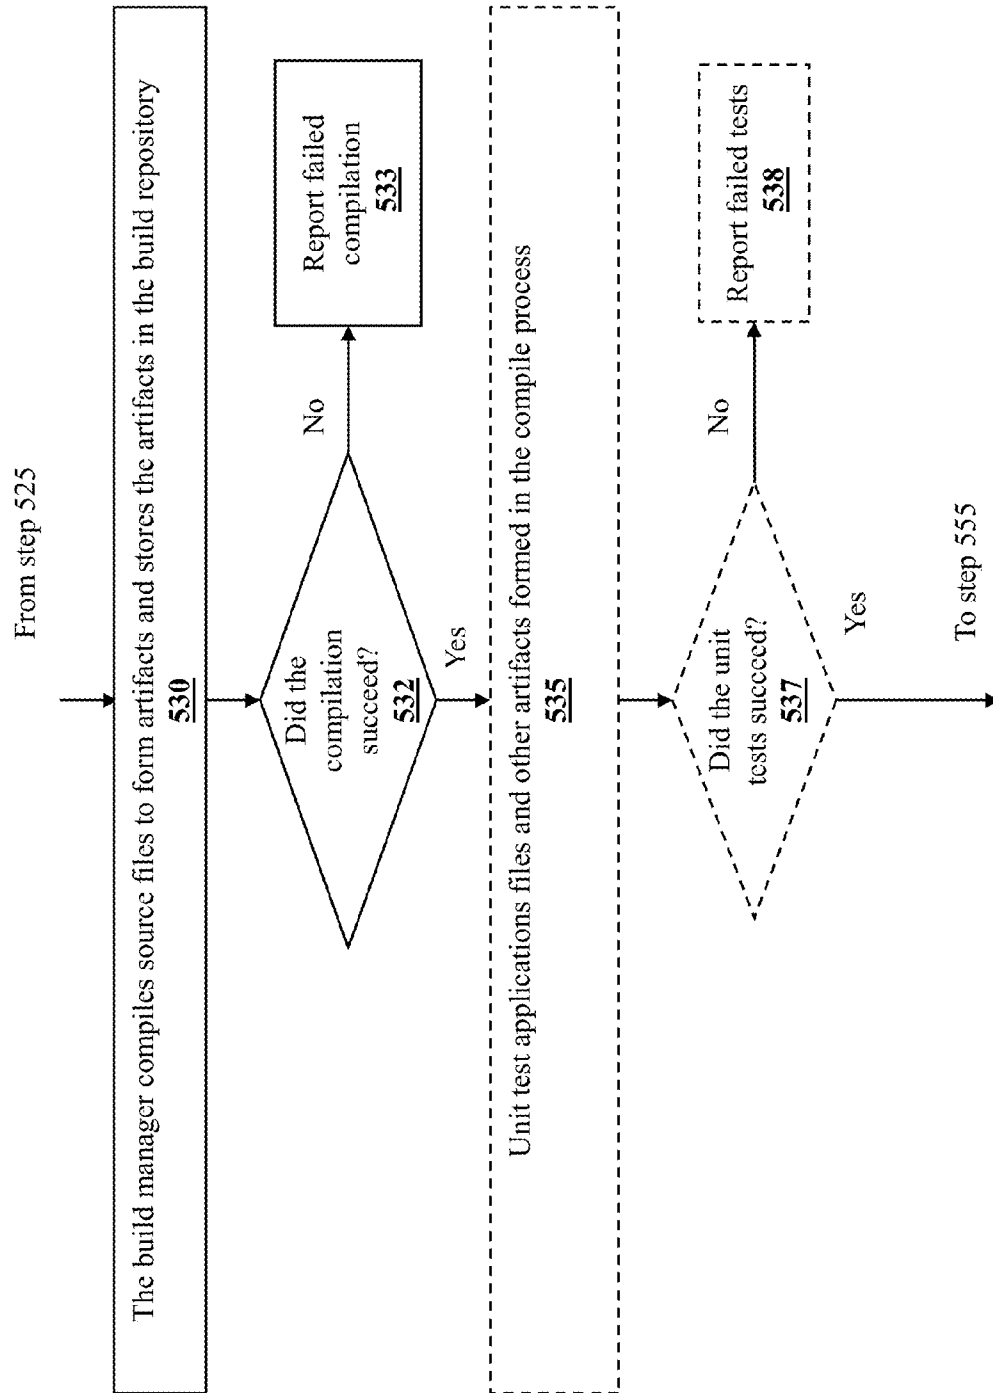 From step 525
The build manager compiles source files to form artifacts and stores the artifacts in the build repository
530
Did the
compilation
succeed?
532
No
Report failed
compilation
533
Yes
Unit test applications files and other artifacts formed in the compile process
535
Did the unit
tests succeed?
537
No
Report failed tests
538
Yes
To step 555